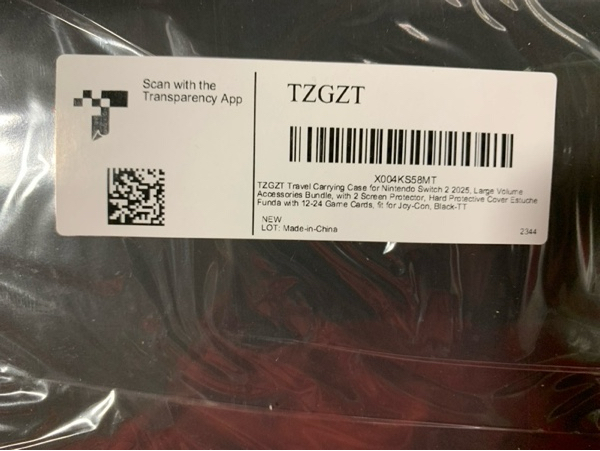 Scan with the
Transparency App
TZGZT
X004KS58MT
TZGZT Travel Carrying Case for Nintendo Switch 2 2025, Large Volume
Accessories Bundle, with 2 Screen Protector, Hard Protective Cover Estuche
Funda with 12-24 Game Cards, fit for Joy-Con, Black-TT
NEW
LOT: Made-in-China
2344